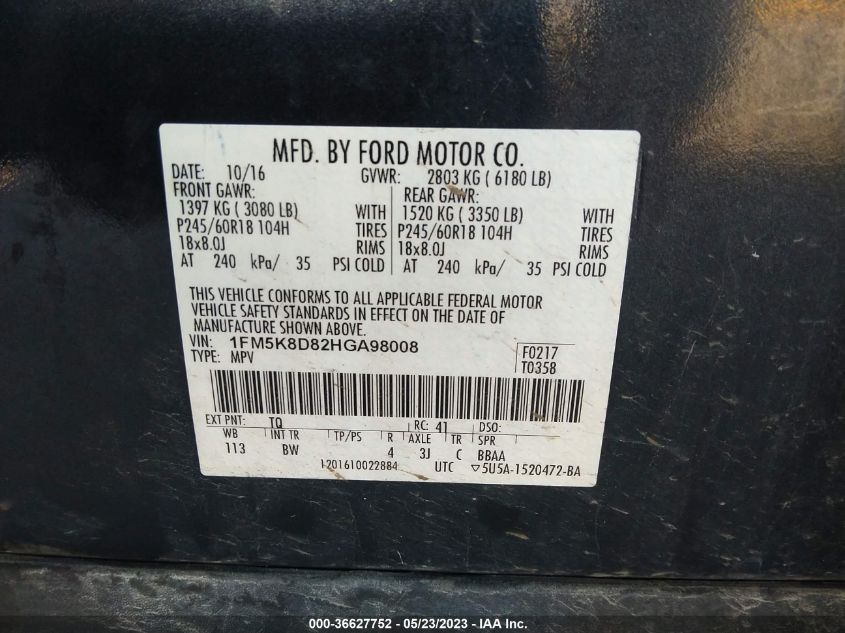 MFD. BY FORD MOTOR CO.
DATE: 10/16 GVWR: 2803 KG ( 6180 LB)
FRONT GAWR: REAR GAWR:
1397 KG ( 3080 LB) WITH 1520 KG ( 3350 LB) WITH
P245/60R18 104H TIRES P245/60R18 104H TIRES
18x8.0J RIMS 18x8.0J RIMS
AT 240 kPa/ 35 PSI COLD AT 240 kPa/ 35 PSI COLD
THIS VEHICLE CONFORMS TO ALL APPLICABLE FEDERAL MOTOR
VEHICLE SAFETY STANDARDS IN EFFECT ON THE DATE OF
MANUFACTURE SHOWN ABOVE.
VIN: 1FM5K8D82HGA98008 F0217
TYPE: MPV T0358
EXT PNT: TQ RC: 41 DSO:
WB INT TR TP/PS R AXLE TR SPR
113 BW 4 3J C BBAA
1201610022884 UTC ▽5U5A-1520472-BA
000-36627752 - 05/23/2023 - IAA Inc.